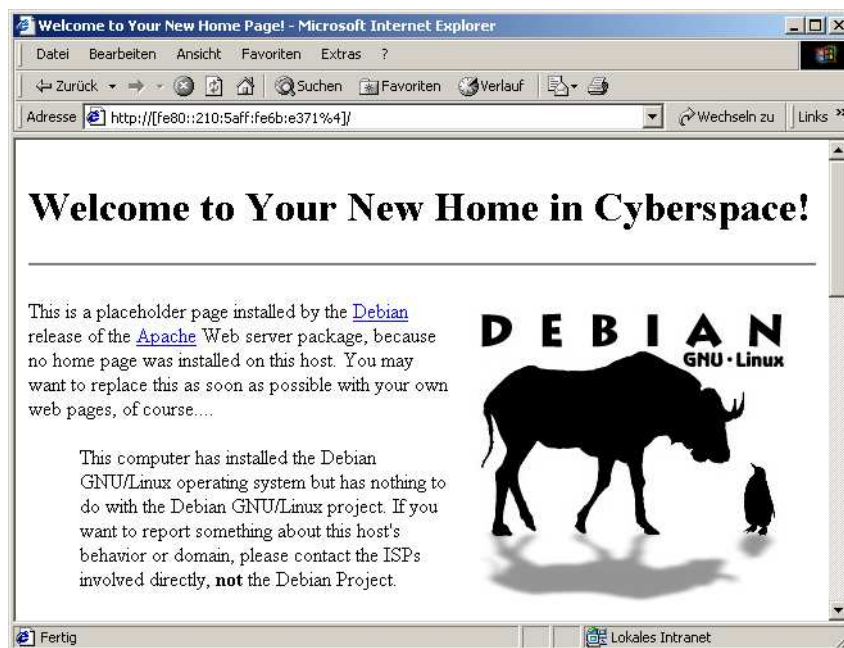 Welcome to Your New Home Page! - Microsoft Internet Explorer
Datei Bearbeiten Ansicht Favoriten Extras ?
Zurück Suchen Favoriten Verlauf
Adresse http://[fe80::210:5aff:fe6b:e371%4]/ Wechseln zu Links »
Welcome to Your New Home in Cyberspace!
This is a placeholder page installed by the Debian
release of the Apache Web server package, because
no home page was installed on this host. You may
want to replace this as soon as possible with your own
web pages, of course....
DEBIAN
GNU·Linux
This computer has installed the Debian
GNU/Linux operating system but has nothing to
do with the Debian GNU/Linux project. If you
want to report something about this host's
behavior or domain, please contact the ISPs
involved directly, not the Debian Project.
Fertig Lokales Intranet